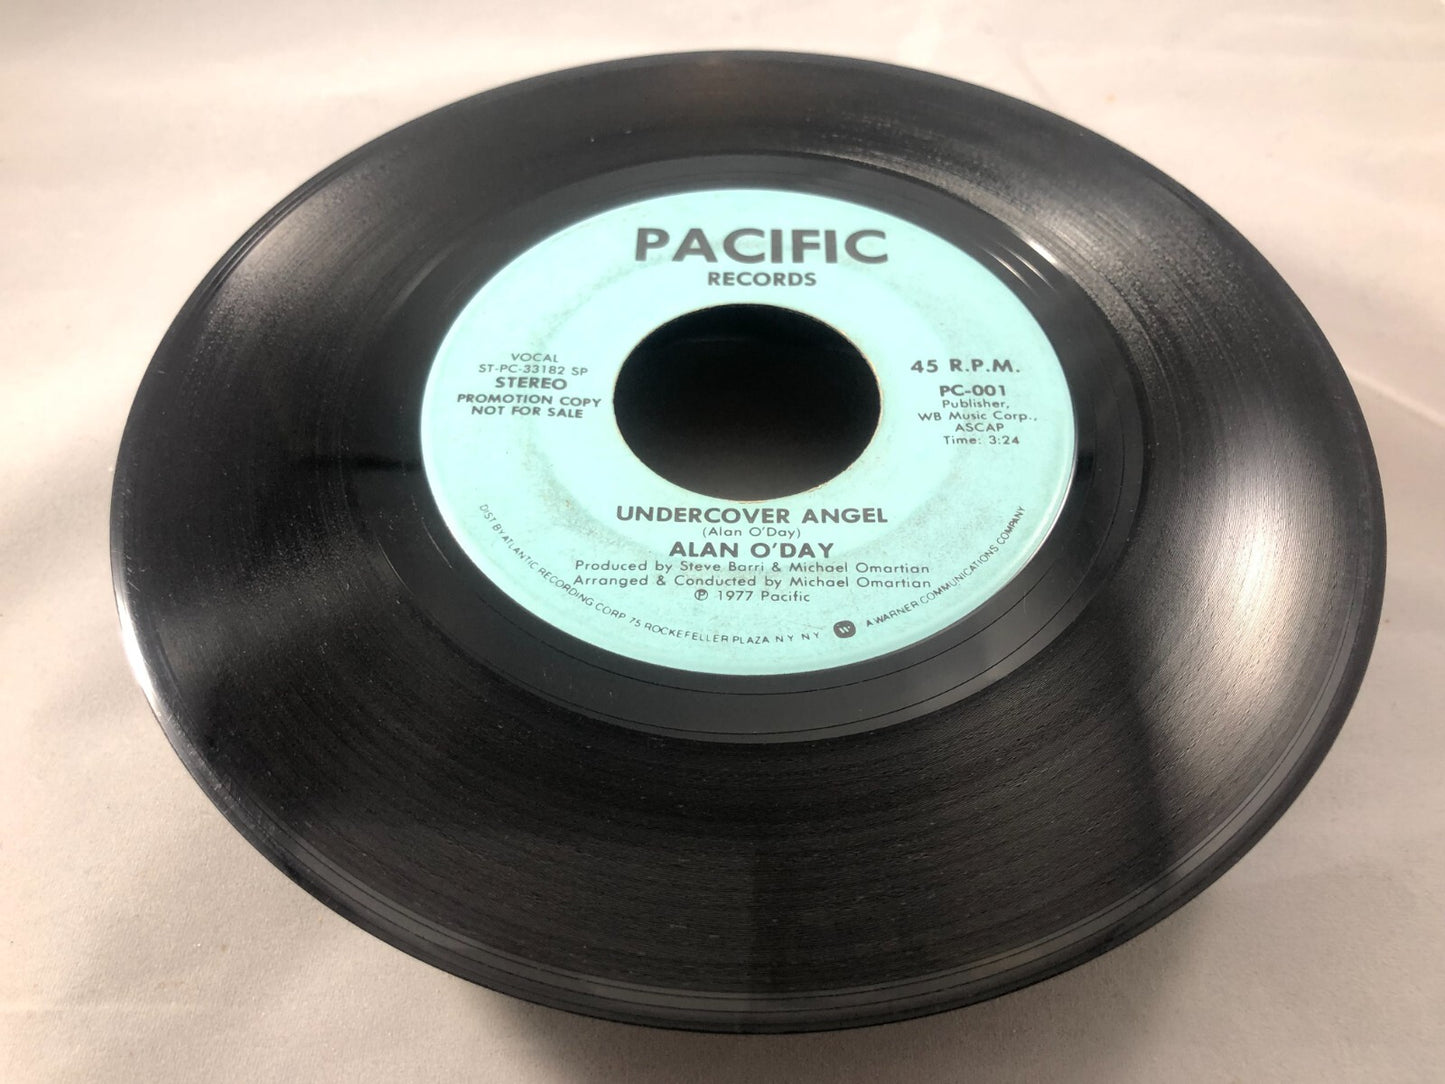 PACIFIC
RECORDS
VOCAL
ST-PC-33182 SP
STEREO
PROMOTION COPY
NOT FOR SALE
45 R.P.M.
PC-001
Publisher,
WB Music Corp.,
ASCAP
Time: 3:24
UNDERCOVER ANGEL
(Alan O'Day)
ALAN O'DAY
Produced by Steve Barri & Michael Omartian
Arranged & Conducted by Michael Omartian
℗ 1977 Pacific
DIST BY ATLANTIC RECORDING CORP 75 ROCKEFELLER PLAZA N Y N Y W A WARNER COMMUNICATIONS COMPANY